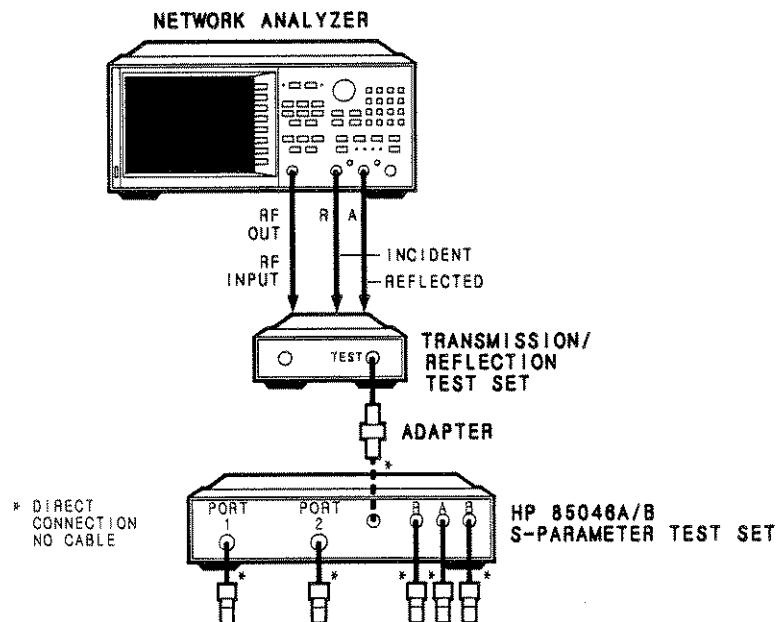 NETWORK ANALYZER
RF
OUT
R
A
RF
INPUT
INCIDENT
REFLECTED
TEST
TRANSMISSION/
REFLECTION
TEST SET
ADAPTER
*
* DIRECT
CONNECTION
NO CABLE
PORT
1
PORT
2
R
A
B
HP 85046A/B
S-PARAMETER TEST SET
*
*
*
*
*